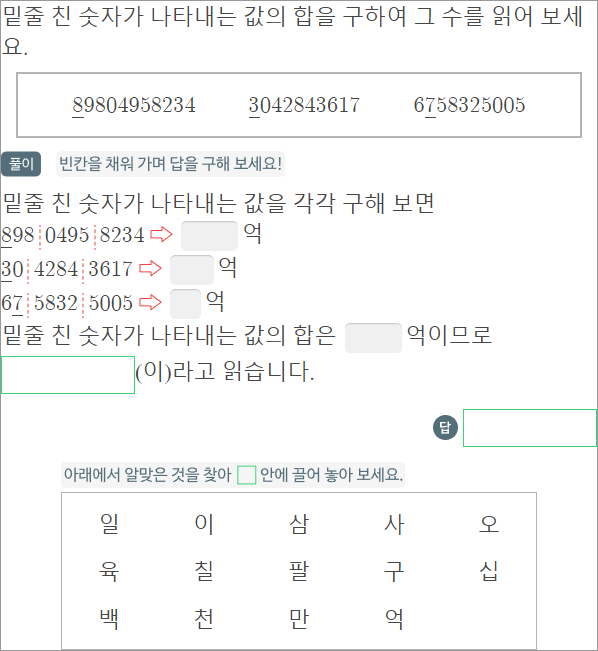 밑줄 친 숫자가 나타내는 값의 합을 구하여 그 수를 읽어 보세
요.
89804958234 3042843617 6758325005
풀이 빈칸을 채워 가며 답을 구해 보세요!
밑줄 친 숫자가 나타내는 값을 각각 구해 보면
898 0495 8234 ⇨ 억
30 4284 3617 ⇨ 억
67 5832 5005 ⇨ 억
밑줄 친 숫자가 나타내는 값의 합은 억이므로
(이)라고 읽습니다.
답
아래에서 알맞은 것을 찾아 안에 끌어 놓아 보세요.
일 이 삼 사 오
육 칠 팔 구 십
백 천 만 억